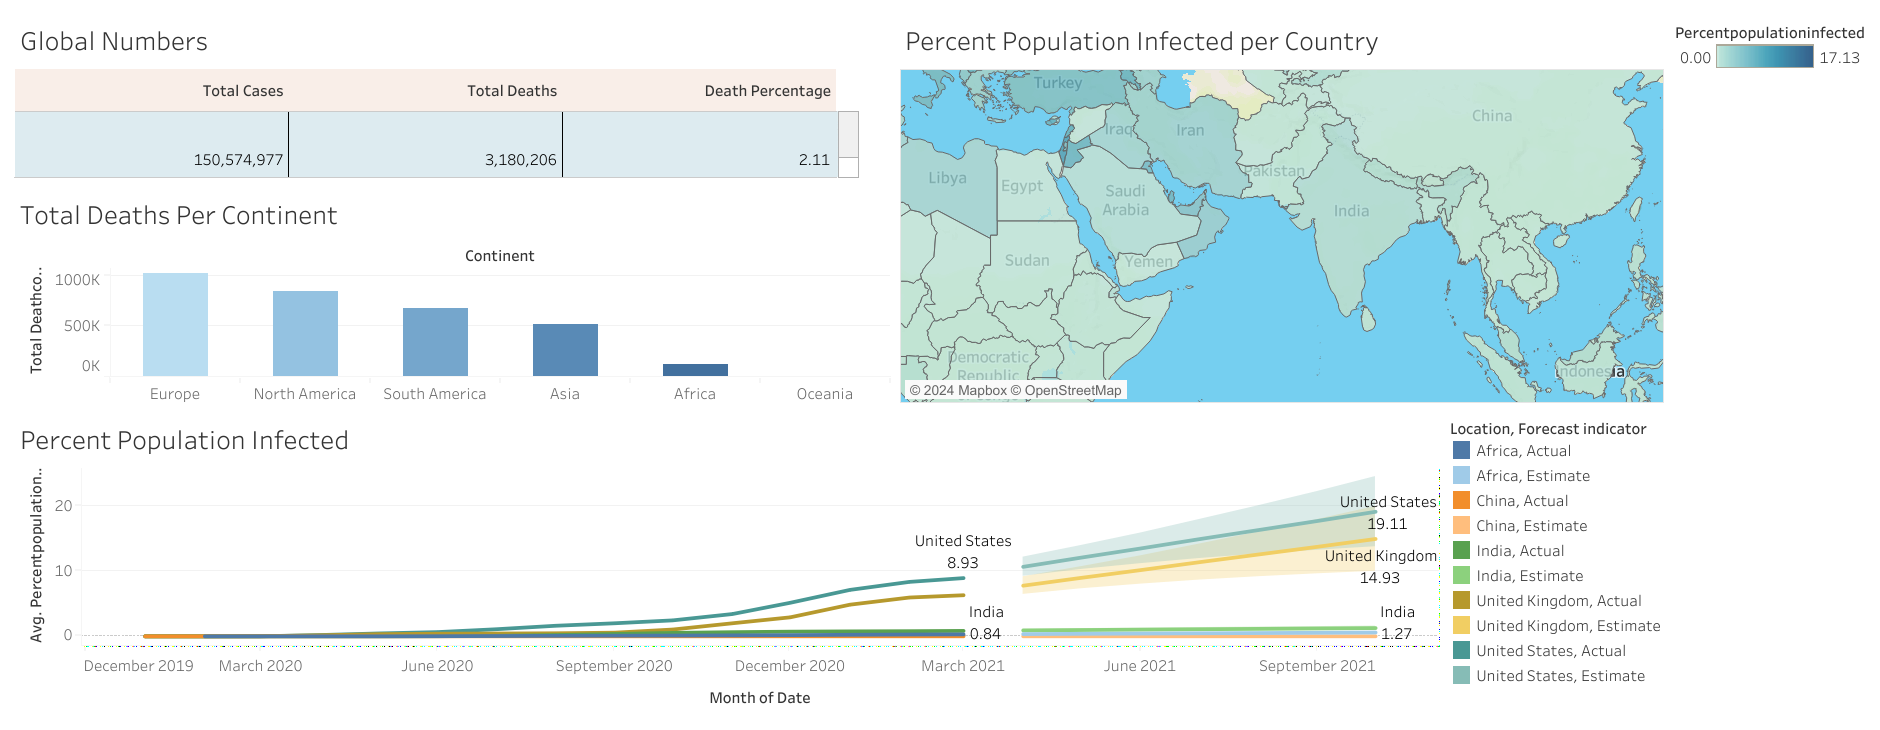 Global Numbers
Total Cases
Total Deaths
Death Percentage
150,574,977
3,180,206
2.11
Total Deaths Per Continent
Continent
Total Deathco..
1000K
500K
0K
Europe
North America
South America
Asia
Africa
Oceania
Percent Population Infected per Country
Percentpopulationinfected
0.00
17.13
Turkey
China
Iraq
Iran
Pakistan
Libya
Egypt
Saudi
Arabia
India
Sudan
Yemen
Democratic
Republic
Indonesia
© 2024 Mapbox © OpenStreetMap
Percent Population Infected
Avg. Percentpopulation..
20
10
0
United States
8.93
India
0.84
United States
19.11
United Kingdom
14.93
India
1.27
December 2019
March 2020
June 2020
September 2020
December 2020
March 2021
June 2021
September 2021
Month of Date
Location, Forecast indicator
Africa, Actual
Africa, Estimate
China, Actual
China, Estimate
India, Actual
India, Estimate
United Kingdom, Actual
United Kingdom, Estimate
United States, Actual
United States, Estimate